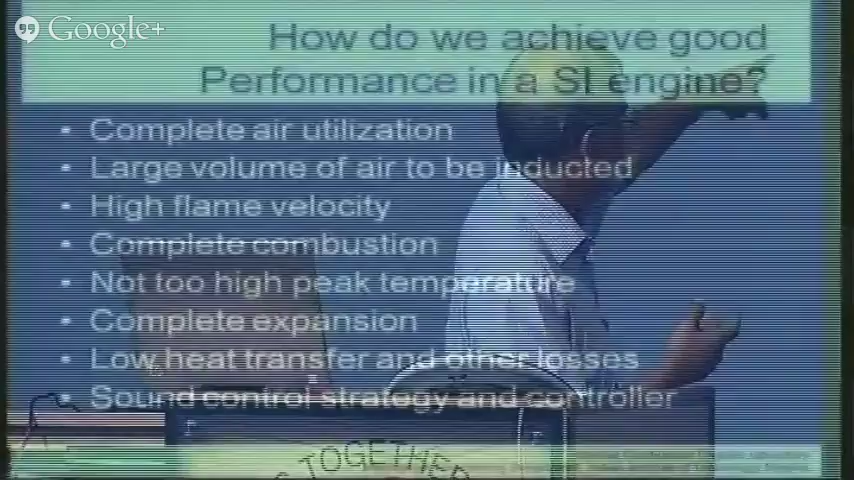 Google+
How do we achieve good
Performance in a SI engine?
• Complete air utilization
• Large volume of air to be inducted
• High flame velocity
• Complete combustion
• Not too high peak temperature
• Complete expansion
• Low heat transfer and other losses
• Sound control strategy and controller
TOGETHER